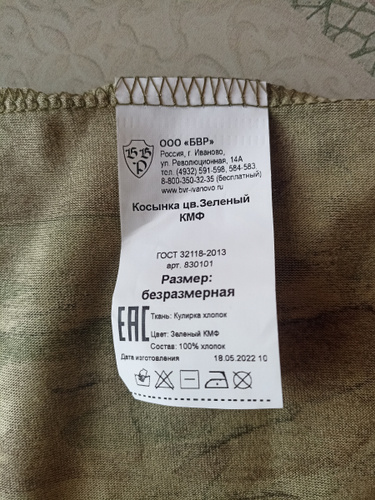 ООО «БВР»
Россия, г. Иваново,
ул. Революционная, 14А
тел. (4932) 591-598, 584-583,
8-800-350-32-35 (бесплатный)
www.bvr-ivanovo.ru
БВР
Косынка цв.Зеленый
КМФ
ГОСТ 32118-2013
арт. 830101
Размер:
безразмерная
ЕАС
Ткань: Кулирка хлопок
Цвет: Зеленый КМФ
Состав: 100% хлопок
Дата изготовления 18.05.2022 10